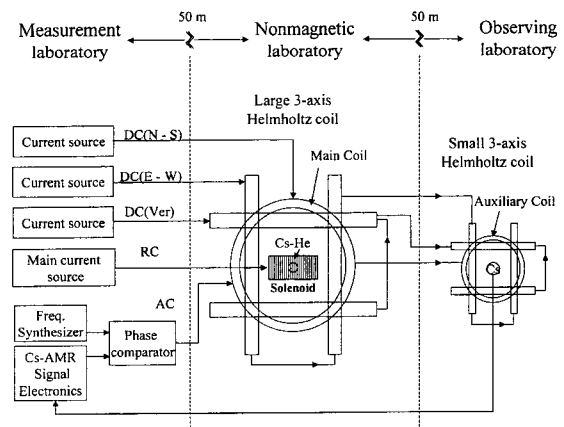 50 m
50 m
Measurement
laboratory
Nonmagnetic
laboratory
Observing
laboratory
Large 3-axis
Helmholtz coil
Main Coil
Small 3-axis
Helmholtz coil
Auxiliary Coil
Current source
DC(N - S)
Current source
DC(E - W)
Current source
DC(Ver)
Main current
source
RC
Cs-He
Solenoid
AC
Freq.
Synthesizer
Phase
comparator
Cs-AMR
Signal
Electronics